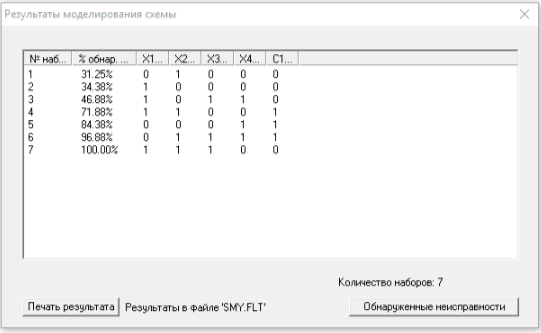 Результаты моделирования схемы
№ наб... % обнар. ... X1... X2... X3... X4... C1...
1 31.25% 0 1 0 0 0
2 34.38% 1 0 0 0 0
3 46.88% 1 0 1 1 0
4 71.88% 1 1 0 0 1
5 84.38% 0 0 0 1 1
6 96.88% 0 1 1 1 1
7 100.00% 1 1 1 0 0
Количество наборов: 7
Печать результата Результаты в файле 'SMY.FLT' Обнаруженные неисправности